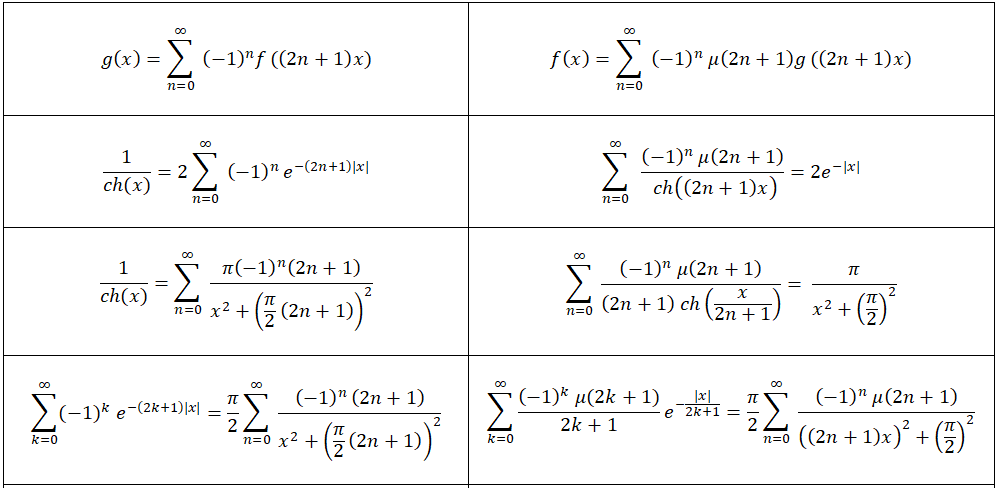 g(x) = ∑_{n=0}^{∞} (−1)^n f ((2n + 1)x)
f(x) = ∑_{n=0}^{∞} (−1)^n μ(2n + 1)g ((2n + 1)x)
1/ch(x) = 2 ∑_{n=0}^{∞} (−1)^n e^{−(2n+1)|x|}
∑_{n=0}^{∞} (−1)^n μ(2n + 1)/ch((2n + 1)x) = 2e^{−|x|}
1/ch(x) = ∑_{n=0}^{∞} π(−1)^n(2n + 1)/(x^2 + (π/2 (2n + 1))^2)
∑_{n=0}^{∞} (−1)^n μ(2n + 1)/((2n + 1) ch (x/(2n + 1))) = π/(x^2 + (π/2)^2)
∑_{k=0}^{∞} (−1)^k e^{−(2k+1)|x|} = π/2 ∑_{n=0}^{∞} (−1)^n (2n + 1)/(x^2 + (π/2 (2n + 1))^2)
∑_{k=0}^{∞} (−1)^k μ(2k + 1)/(2k + 1) e^{−|x|/(2k+1)} = π/2 ∑_{n=0}^{∞} (−1)^n μ(2n + 1)/(((2n + 1)x)^2 + (π/2)^2)